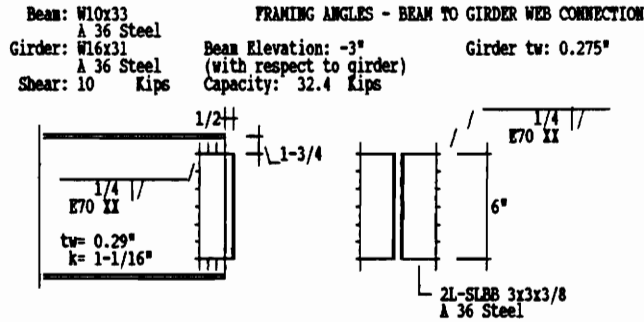 Beam: W10x33 FRAMING ANGLES - BEAM TO GIRDER WEB CONNECTION
A 36 Steel
Girder: W16x31 Beam Elevation: -3" Girder tw: 0.275"
A 36 Steel (with respect to girder)
Shear: 10 Kips Capacity: 32.4 Kips
1/2
1/4
E70 XX
1-3/4
1/4
E70 XX
6"
tw= 0.29"
k= 1-1/16"
2L-SLBB 3x3x3/8
A 36 Steel